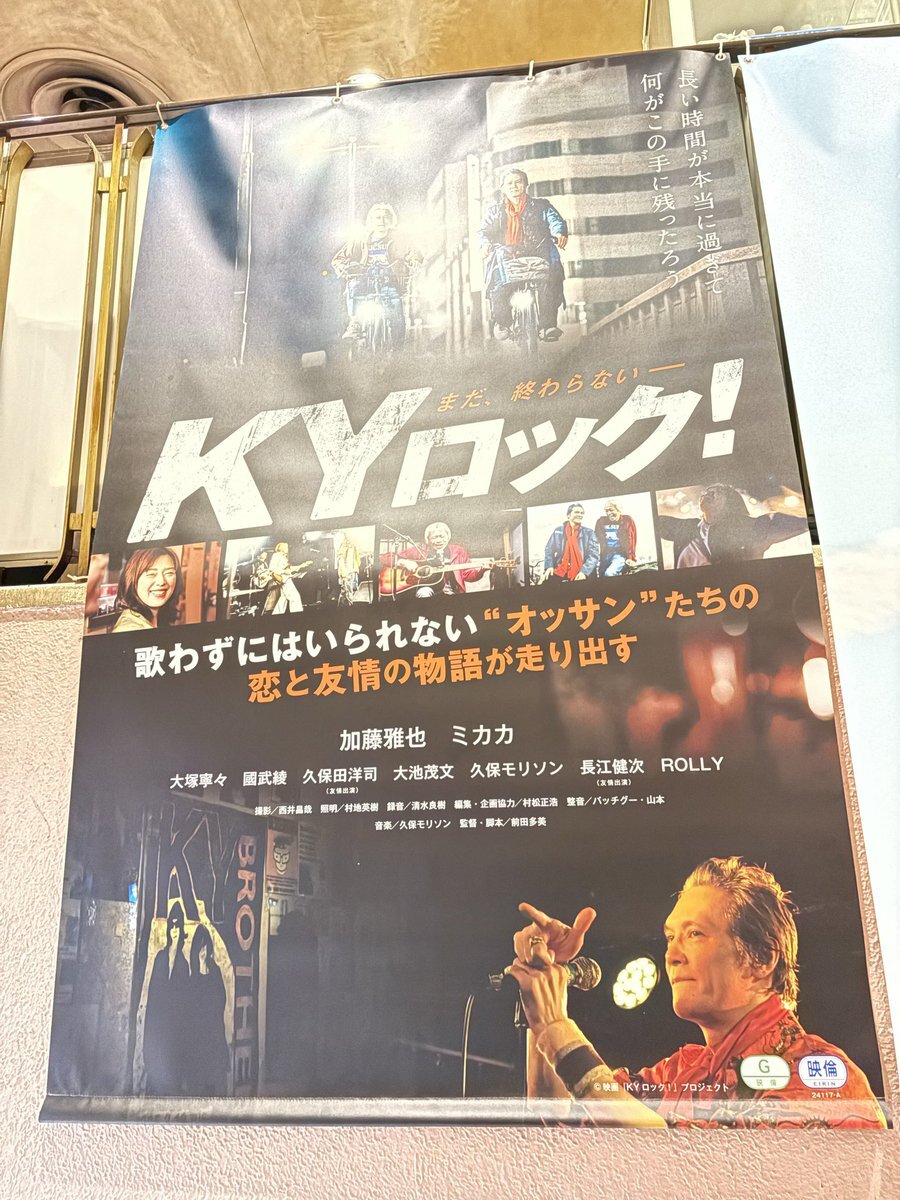 長い時間が本当に過ぎて
何がこの手に残ったろう
まだ、終わらない──
KYロック!
歌わずにはいられない“オッサン”たちの
恋と友情の物語が走り出す
加藤雅也 ミカカ
大塚寧々 國武綾 久保田洋司 大池茂文 久保モリソン 長江健次 ROLLY
(友情出演) (友情出演)
撮影/西井昌哉 照明/村地英樹 録音/清水良樹 編集・企画協力/村松正浩 整音/バッチグー・山本
音楽/久保モリソン 監督・脚本/前田多美
KY
BROTHE
G
映倫
映倫
EIRIN
24117-A
©映画「KYロック!」プロジェクト